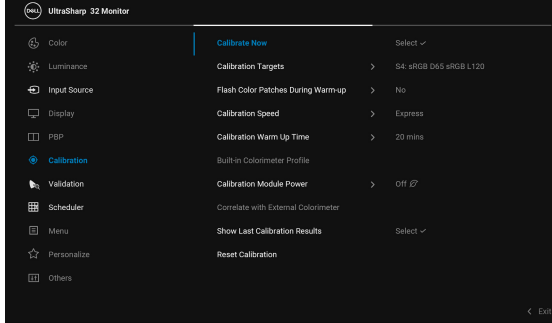 DELL UltraSharp 32 Monitor
Color Calibrate Now Select
Luminance Calibration Targets S4: sRGB D65 sRGB L120
Input Source Flash Color Patches During Warm-up No
Display Calibration Speed Express
PBP Calibration Warm Up Time 20 mins
Calibration Built-in Colorimeter Profile
Validation Calibration Module Power Off
Scheduler Correlate with External Colorimeter
Menu Show Last Calibration Results Select
Personalize Reset Calibration
Others
Exit